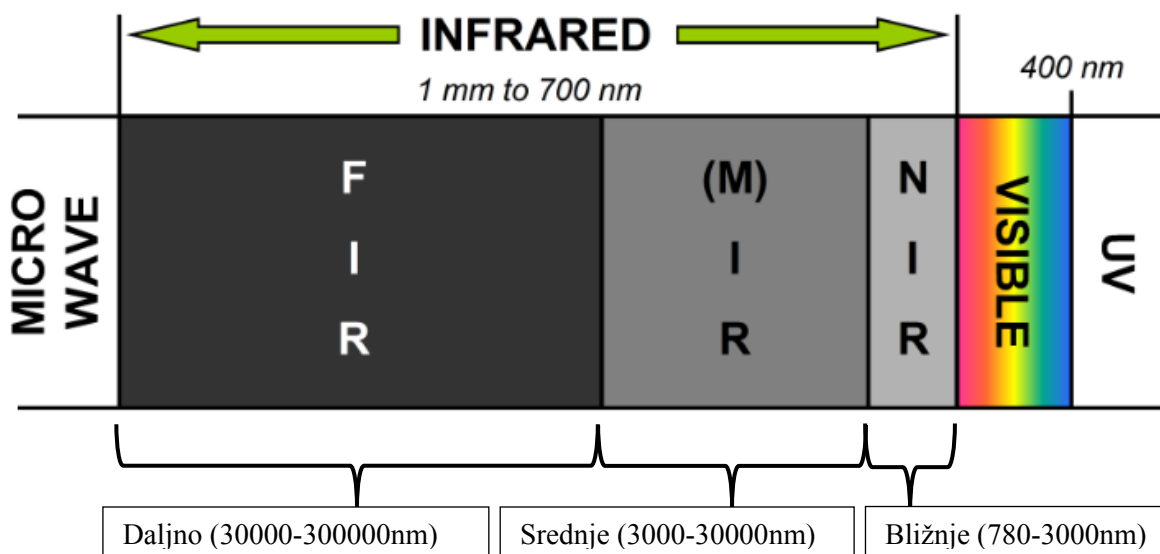 INFRARED
1 mm to 700 nm
400 nm
MICRO
WAVE
F
I
R
(M)
I
R
N
I
R
VISIBLE
UV
Daljno (30000-300000nm)
Srednje (3000-30000nm)
Bližnje (780-3000nm)